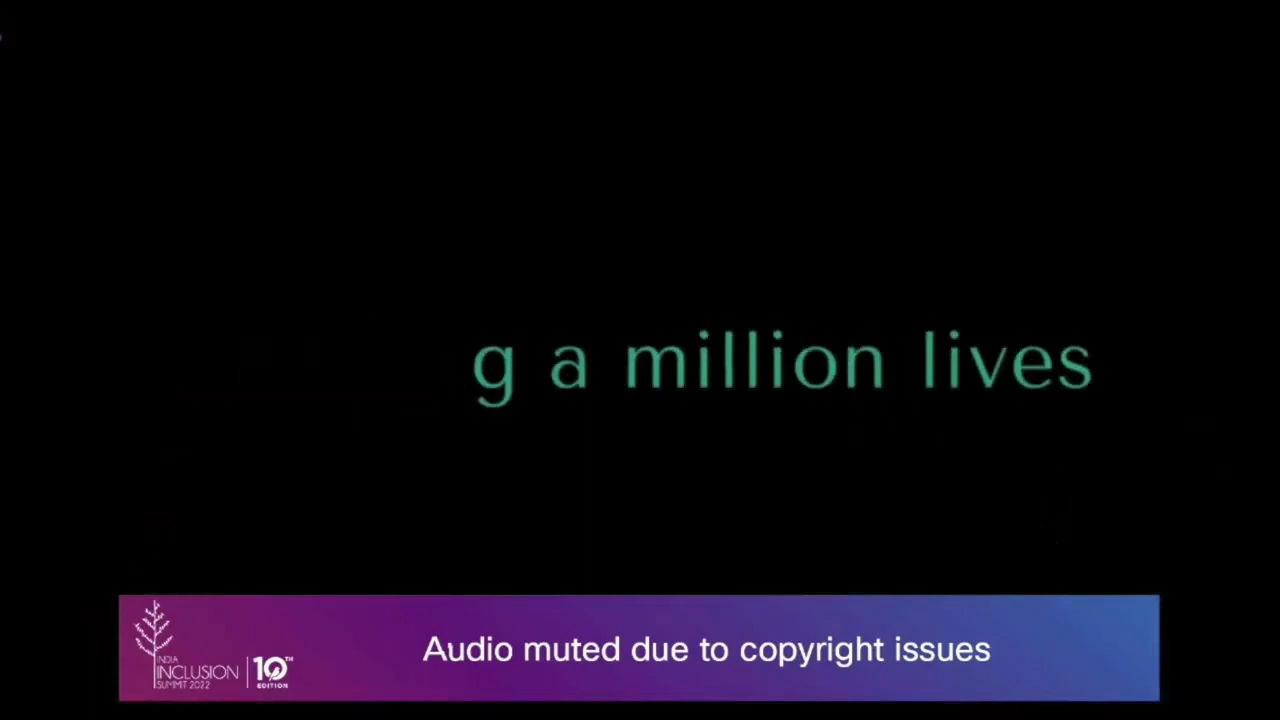 g a million lives
Audio muted due to copyright issues
INDIA
INCLUSION
SUMMIT 2022
10TH
EDITION